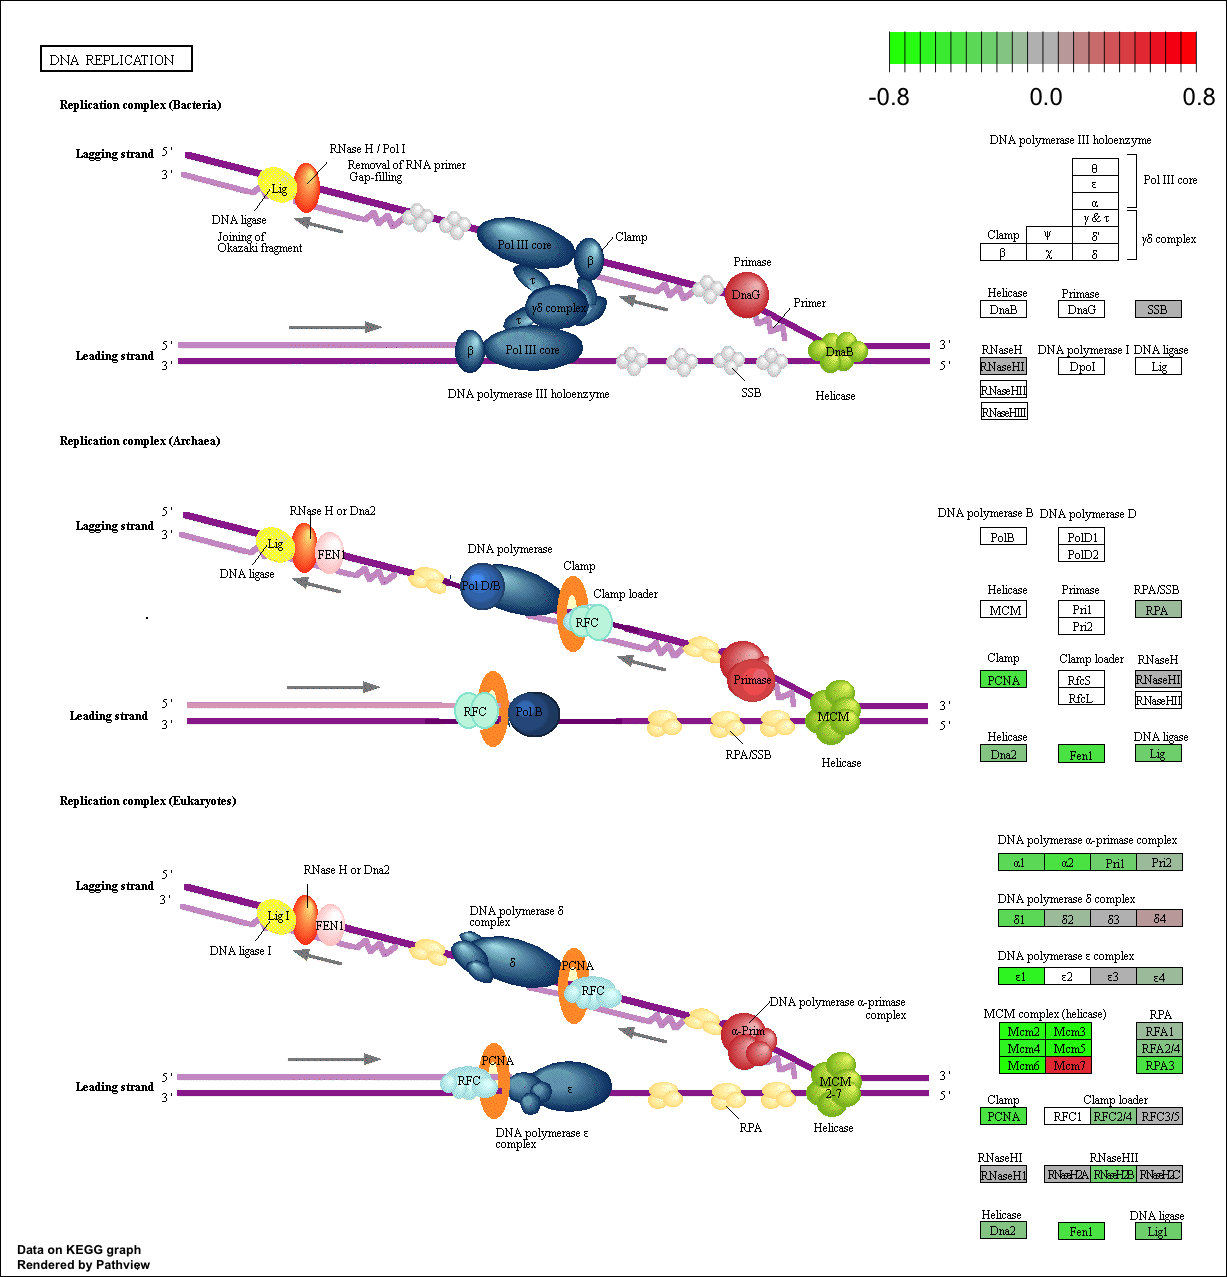 DNA REPLICATION
-0.8 0.0 0.8
Replication complex (Bacteria)
Lagging strand 5'
3'
RNase H / Pol I
Removal of RNA primer
Gap-filling
Lig
DNA ligase
Joining of
Okazaki fragment
Pol III core
β
Clamp
τ
γδ complex
τ
Primase
DnaG
Primer
Leading strand 5'
3'
β
Pol III core
DnaB
3'
5'
SSB
DNA polymerase III holoenzyme
Helicase
DNA polymerase III holoenzyme
θ
ε
α
Pol III core
γ & τ
Clamp ψ δ'
β χ δ
γδ complex
Helicase Primase
DnaB DnaG SSB
RNaseH DNA polymerase I DNA ligase
RNaseHI DpoI Lig
RNaseHII
RNaseHIII
Replication complex (Archaea)
Lagging strand 5'
3'
RNase H or Dna2
Lig
FEN1
DNA ligase
DNA polymerase
Pol D/B
Clamp
Clamp loader
RFC
Primase
Leading strand 5'
3'
RFC
Pol B
MCM
3'
5'
RPA/SSB
Helicase
DNA polymerase B DNA polymerase D
PolB PolD1
PolD2
Helicase Primase RPA/SSB
MCM Pri1 RPA
Pri2
Clamp Clamp loader RNaseH
PCNA RfcS RNaseHI
RfcL RNaseHII
Helicase DNA ligase
Dna2 Fen1 Lig
Replication complex (Eukaryotes)
Lagging strand 5'
3'
RNase H or Dna2
Lig I
FEN1
DNA ligase I
DNA polymerase δ
complex
δ
PCNA
RFC
DNA polymerase α-primase
complex
α-Prim
Leading strand 5'
3'
PCNA
RFC
ε
MCM
2-7
3'
5'
DNA polymerase ε
complex
RPA
Helicase
DNA polymerase α-primase complex
α1 α2 Pri1 Pri2
DNA polymerase δ complex
δ1 δ2 δ3 δ4
DNA polymerase ε complex
ε1 ε2 ε3 ε4
MCM complex (helicase) RPA
Mcm2 Mcm3 RFA1
Mcm4 Mcm5 RFA2/4
Mcm6 Mcm7 RPA3
Clamp Clamp loader
PCNA RFC1 RFC2/4 RFC3/5
RNaseHI RNaseHII
RNaseH1 RNaseH2A RNaseH2B RNaseH2C
Helicase DNA ligase
Dna2 Fen1 Lig1
Data on KEGG graph
Rendered by Pathview